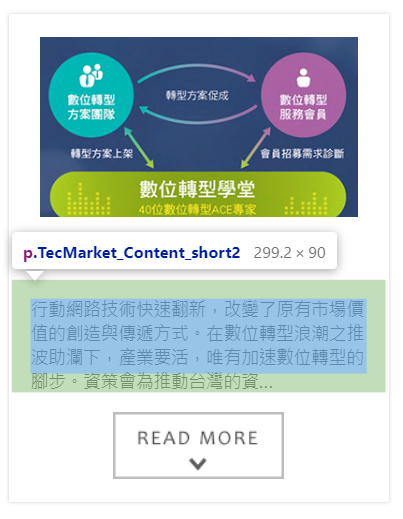 數位轉型
方案團隊
轉型方案促成
數位轉型
服務會員
轉型方案上架
會員招募需求診斷
數位轉型學堂
40位數位轉型ACE專家
p.TecMarket_Content_short2 299.2 × 90
行動網路技術快速翻新，改變了原有市場價
值的創造與傳遞方式。在數位轉型浪潮之推
波助瀾下，產業要活，唯有加速數位轉型的
腳步。資策會為推動台灣的資...
READ MORE